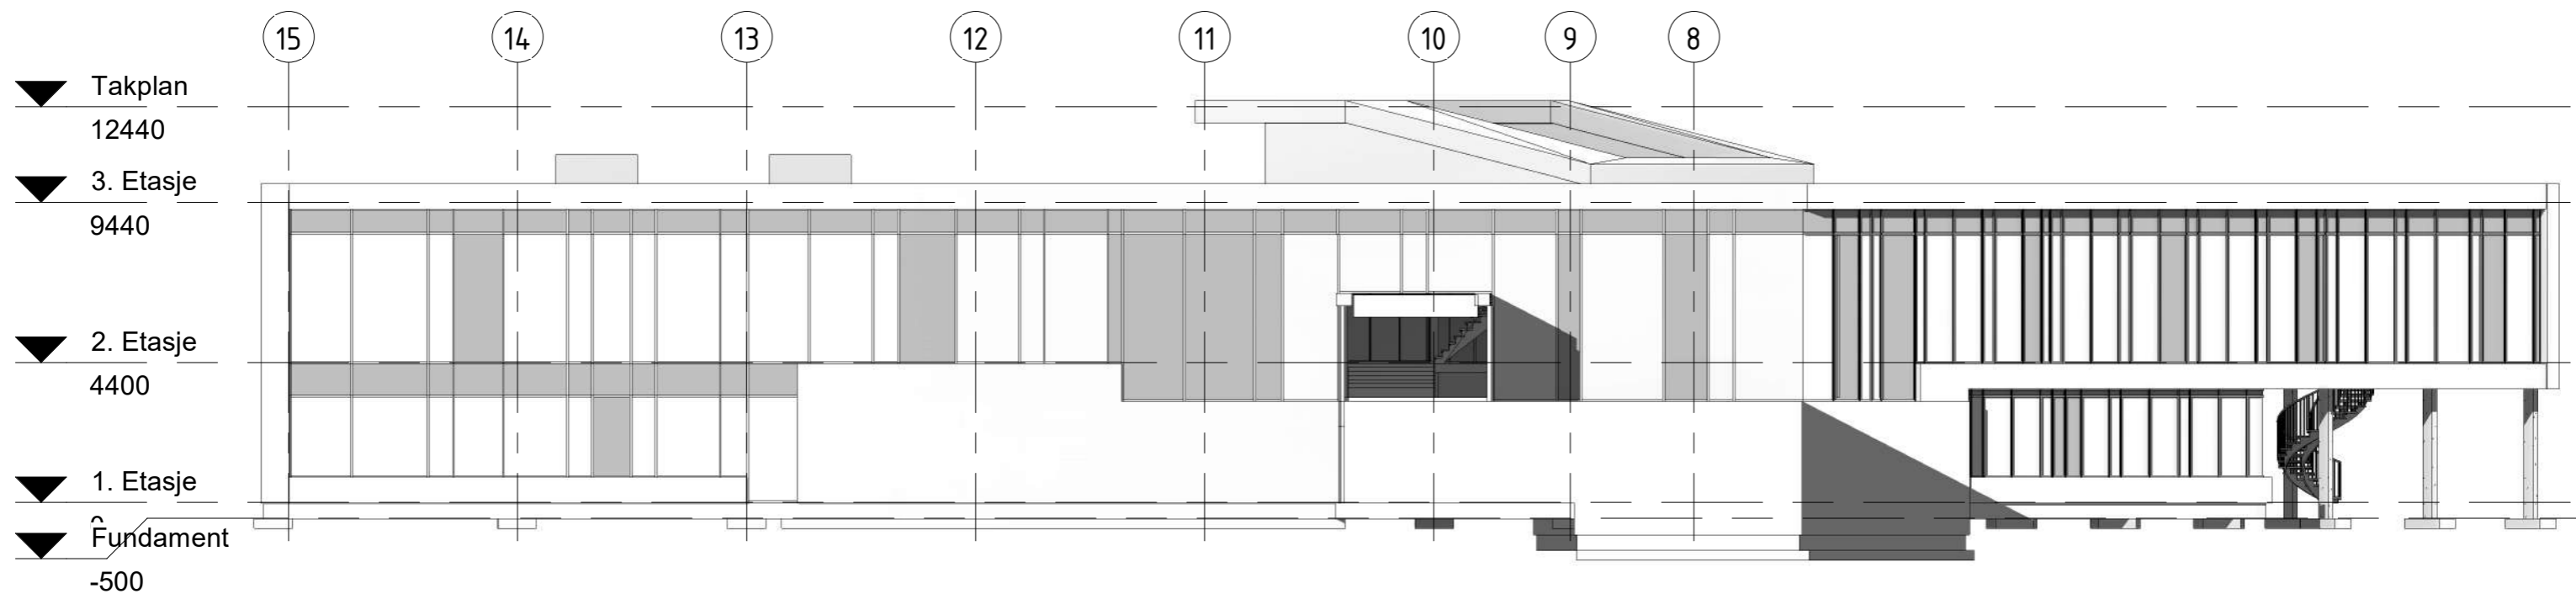 15 14 13 12 11 10 9 8
Takplan
12440
3. Etasje
9440
2. Etasje
4400
1. Etasje
Fundament
-500